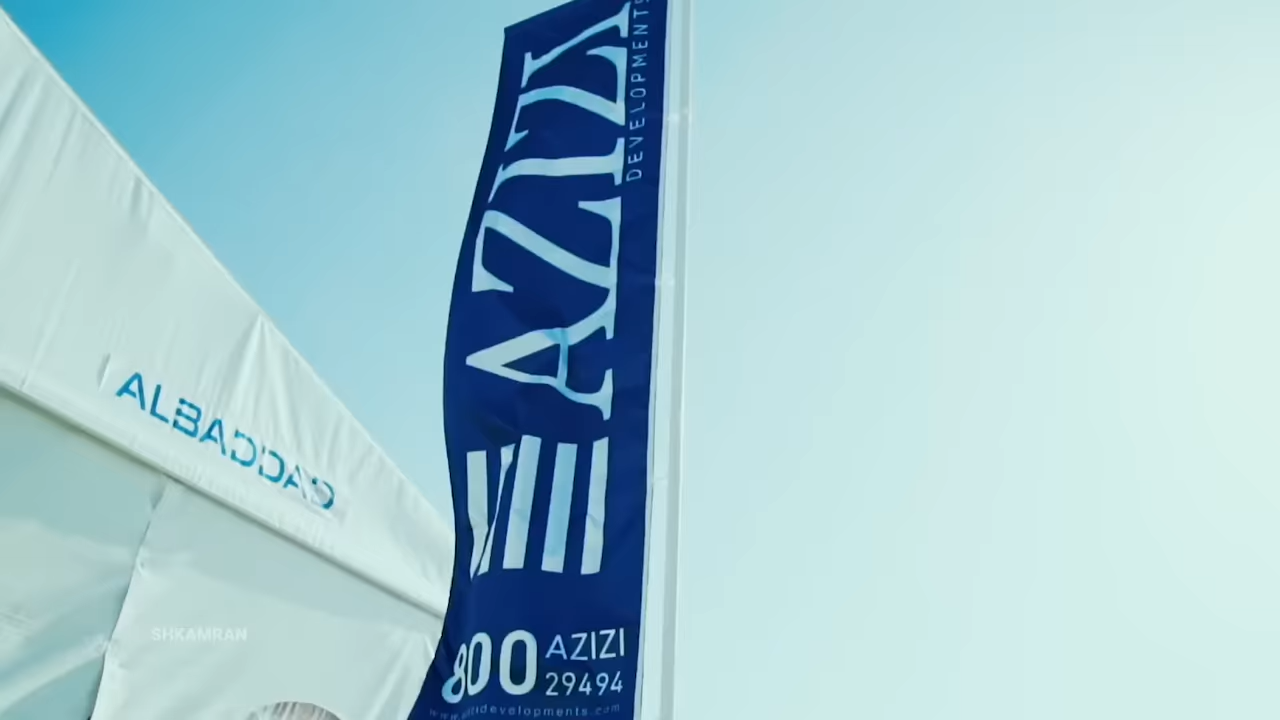 AZIZI
DEVELOPMENTS
ALBADDAD
SHKAMRAN
800
AZIZI
29494